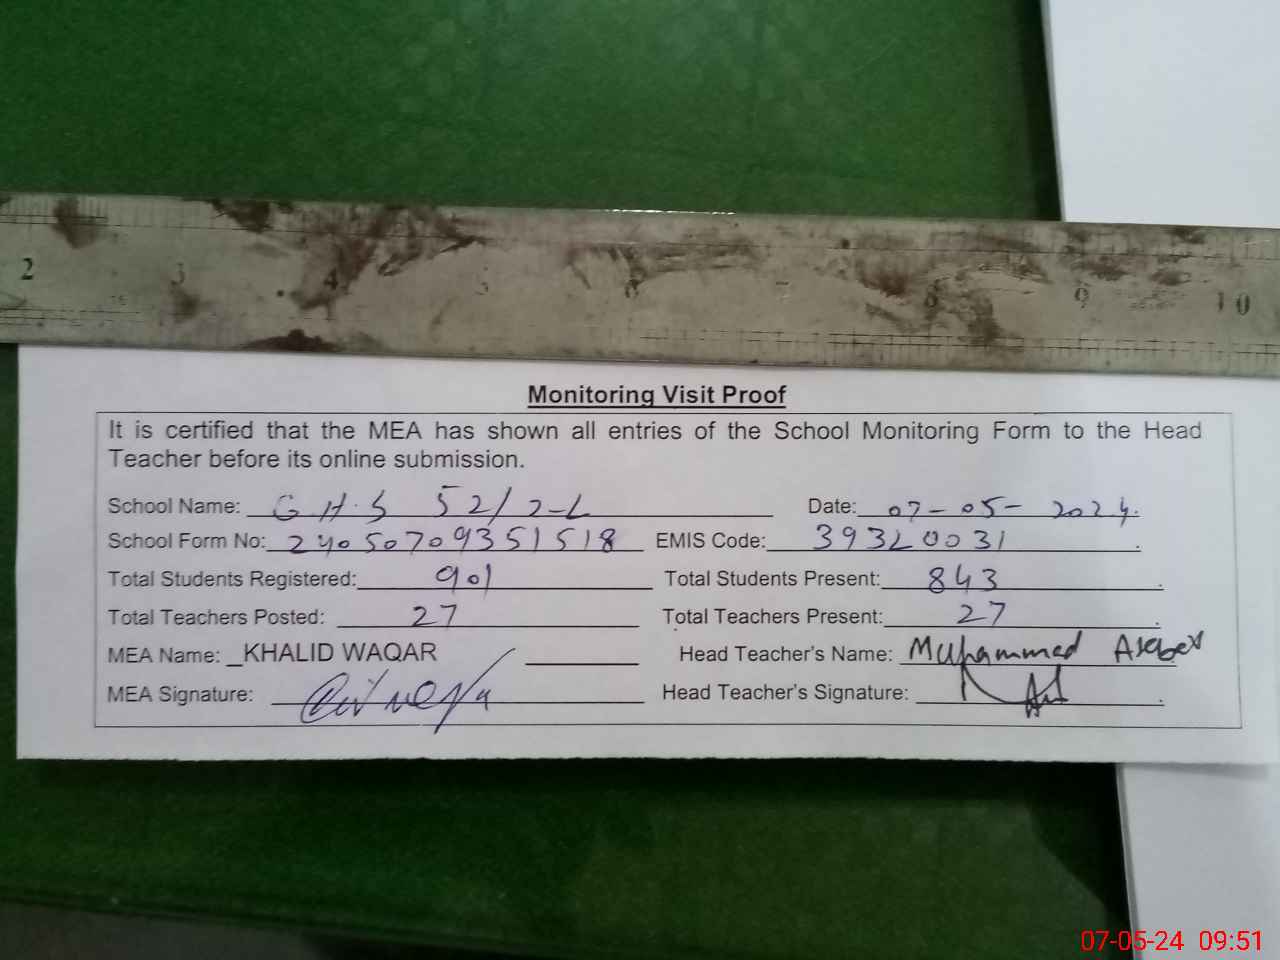 2 3 4 5 6 7 8 9 10
Monitoring Visit Proof
It is certified that the MEA has shown all entries of the School Monitoring Form to the Head
Teacher before its online submission.
School Name: G.H.S 52/2-L Date: 07-05-2024.
School Form No: 24050709351518 EMIS Code: 39320031
Total Students Registered: 901 Total Students Present: 843
Total Teachers Posted: 27 Total Teachers Present: 27
MEA Name: _KHALID WAQAR Head Teacher's Name: Muhammad
MEA Signature: Head Teacher's Signature:
07-05-24 09:51